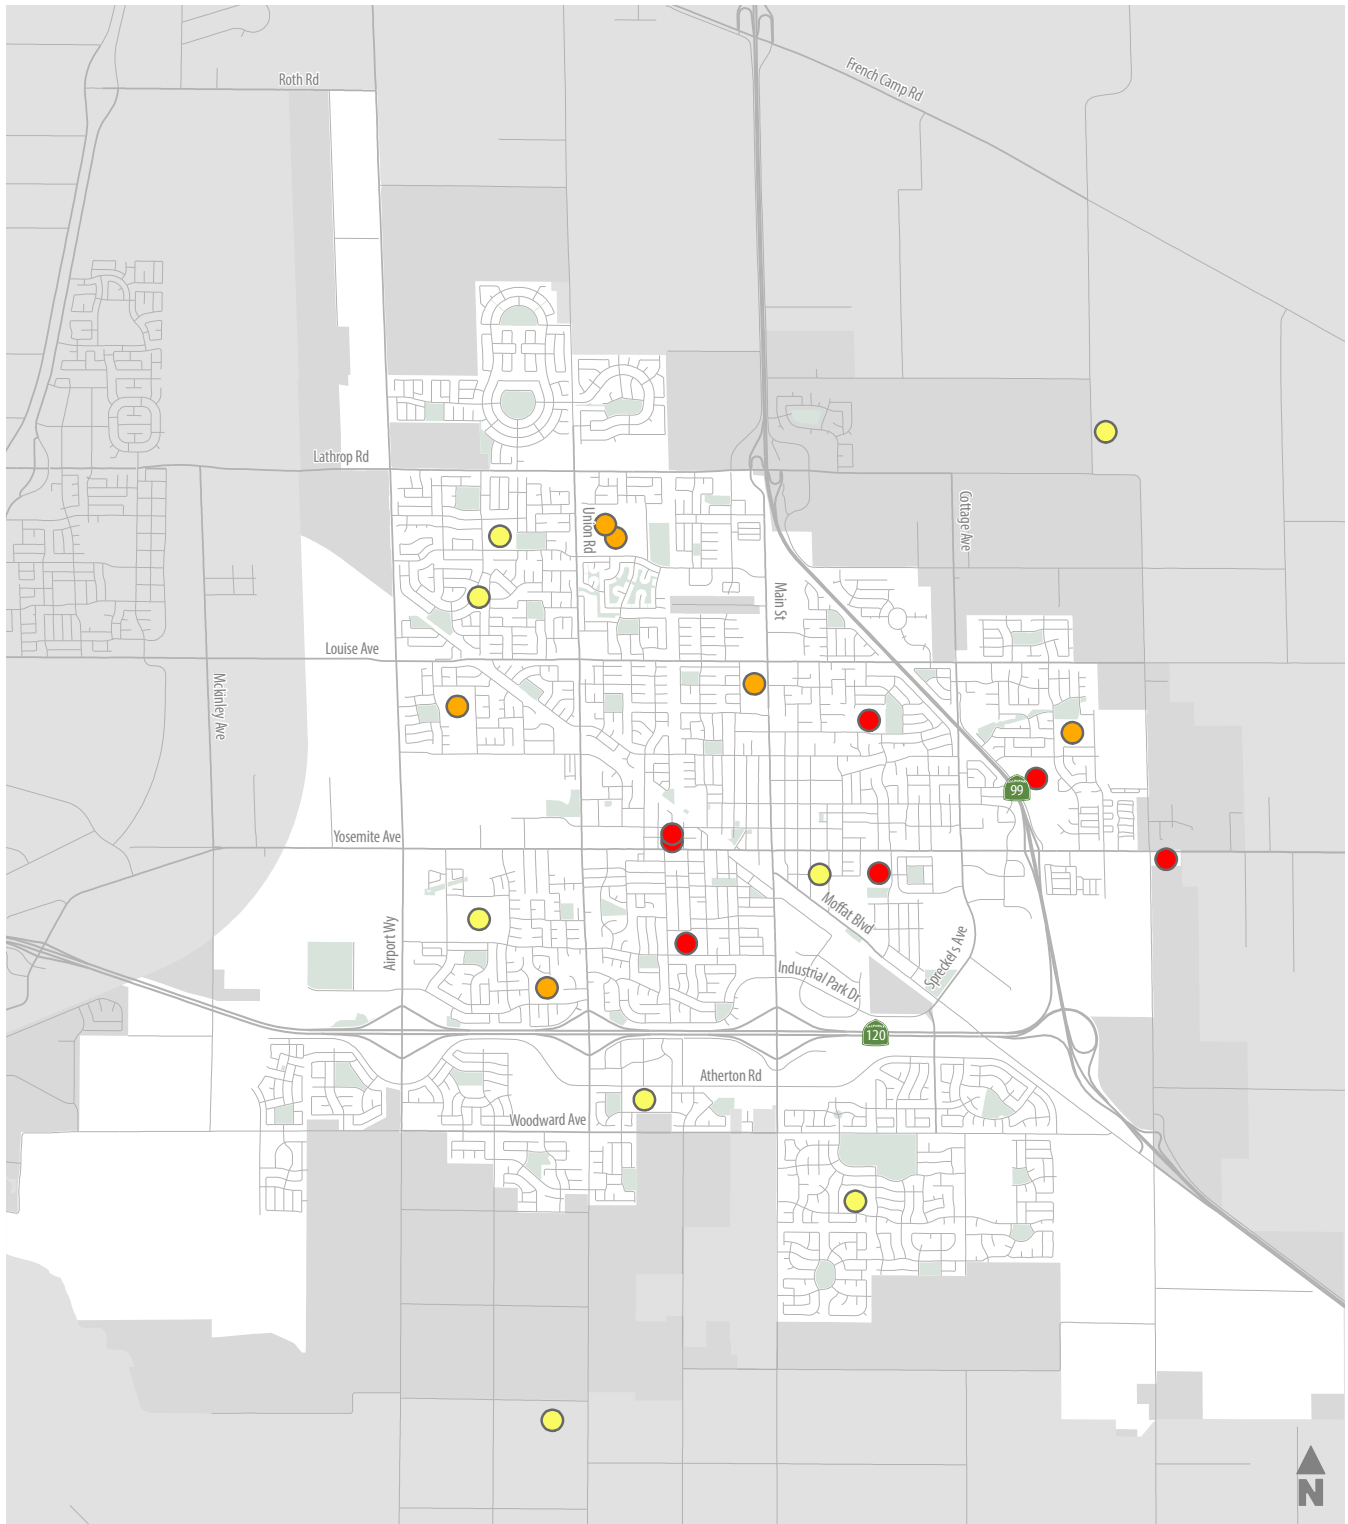 Roth Rd
French Camp Rd
Lathrop Rd
Cottage Ave
Union Rd
Main St
Louise Ave
Mckinley Ave
99
Yosemite Ave
Moffat Blvd
Airport Wy
Spreckels Ave
Industrial Park Dr
120
Atherton Rd
Woodward Ave
N